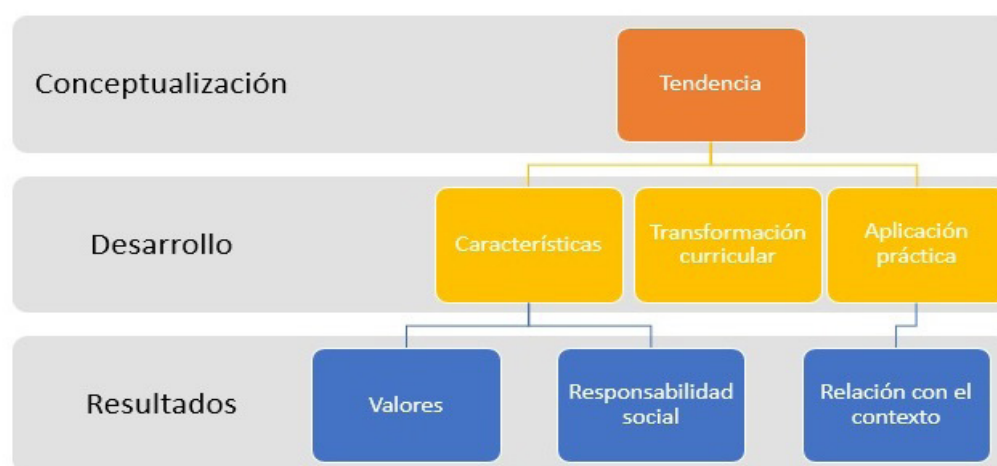 Conceptualización
Tendencia
Desarrollo
Características
Transformación
curricular
Aplicación
práctica
Resultados
Valores
Responsabilidad
social
Relación con el
contexto